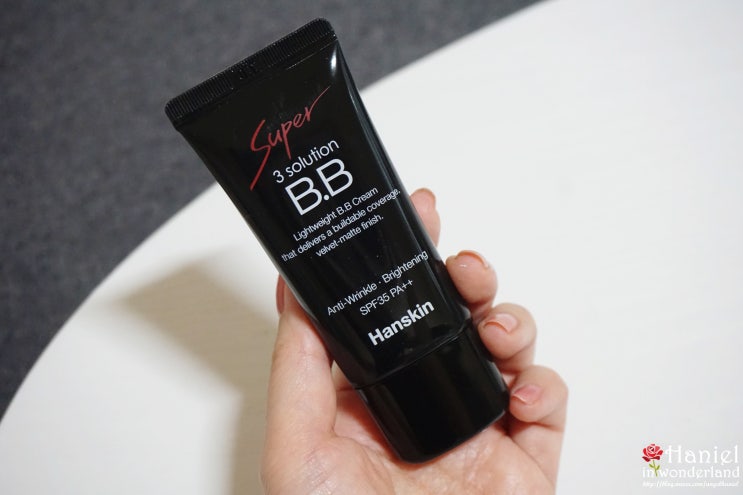 Super
3 solution
B.B
Lightweight B.B Cream
that delivers a buildable coverage,
velvet-matte finish.
Anti-Wrinkle · Brightening
SPF35 PA++
Hanskin
Haniel
in wonderland